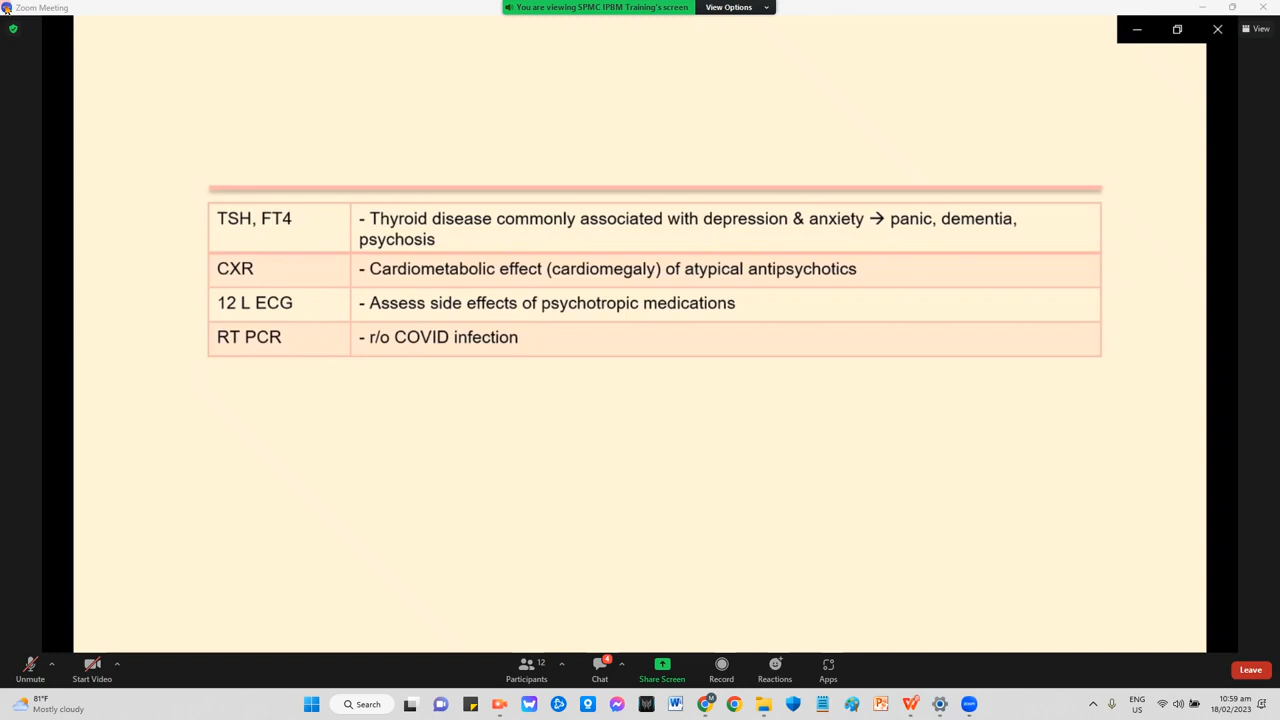 Zoom Meeting
You are viewing SPMC IPBM Training's screen
View Options
View
TSH, FT4
- Thyroid disease commonly associated with depression & anxiety → panic, dementia,
psychosis
CXR
- Cardiometabolic effect (cardiomegaly) of atypical antipsychotics
12 L ECG
- Assess side effects of psychotropic medications
RT PCR
- r/o COVID infection
Unmute
Start Video
12
Participants
4
Chat
Share Screen
Record
Reactions
Apps
Leave
81°F
Mostly cloudy
Search
ENG
US
10:59 am
18/02/2023